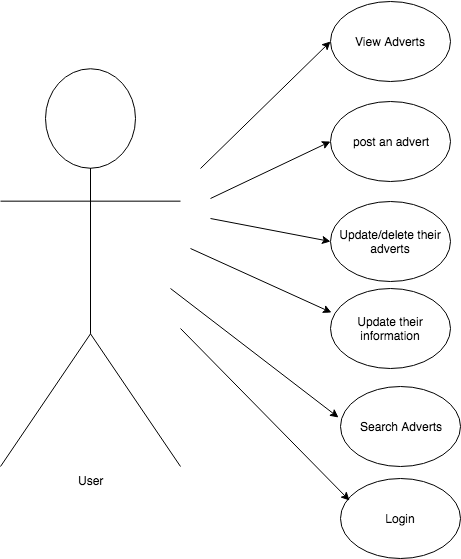 View Adverts
post an advert
Update/delete their
adverts
Update their
information
Search Adverts
Login
User